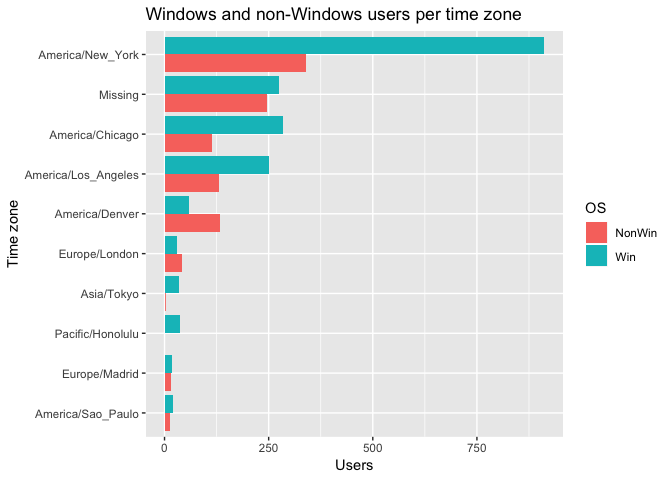 Windows and non-Windows users per time zone
Time zone
America/New_York
Missing
America/Chicago
America/Los_Angeles
America/Denver
Europe/London
Asia/Tokyo
Pacific/Honolulu
Europe/Madrid
America/Sao_Paulo
0 250 500 750
Users
OS
NonWin
Win